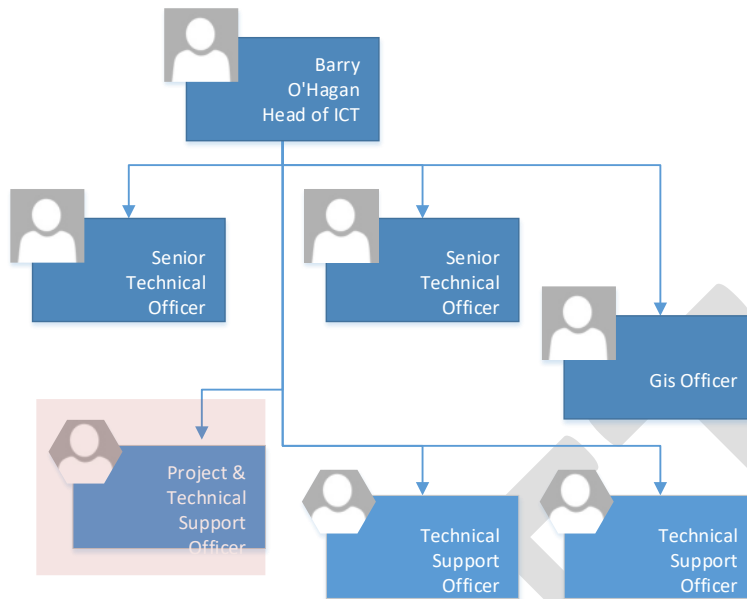 Barry
O'Hagan
Head of ICT
Senior
Technical
Officer
Senior
Technical
Officer
Gis Officer
Project &
Technical
Support
Officer
Technical
Support
Officer
Technical
Support
Officer